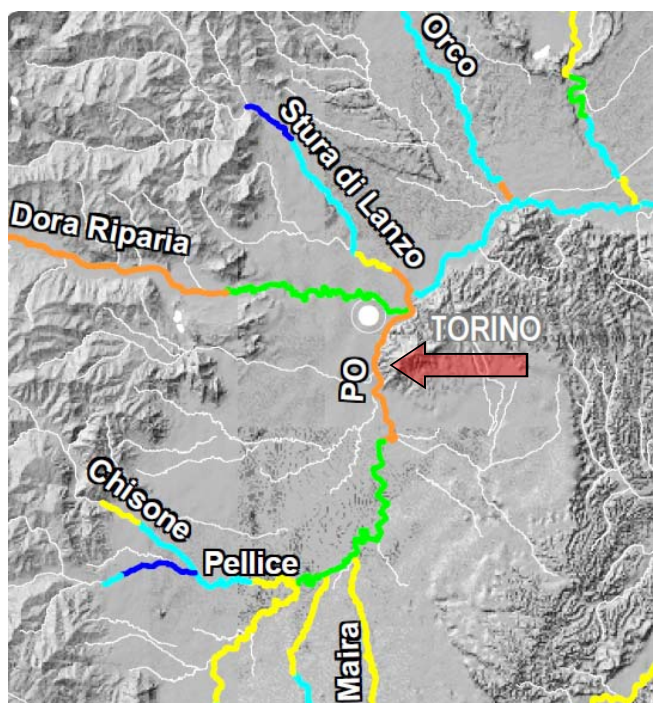 Orco
Stura di Lanzo
Dora Riparia
TORINO
PO
Chisone
Pellice
Maira